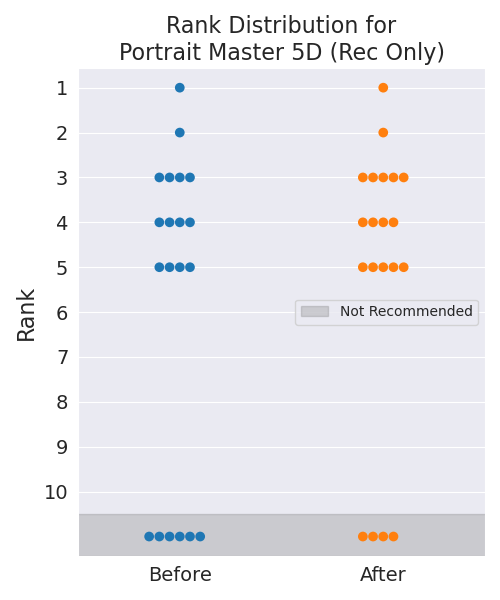 Rank Distribution for
Portrait Master 5D (Rec Only)
1
2
3
4
5
6
7
8
9
10
Rank
Not Recommended
Before
After